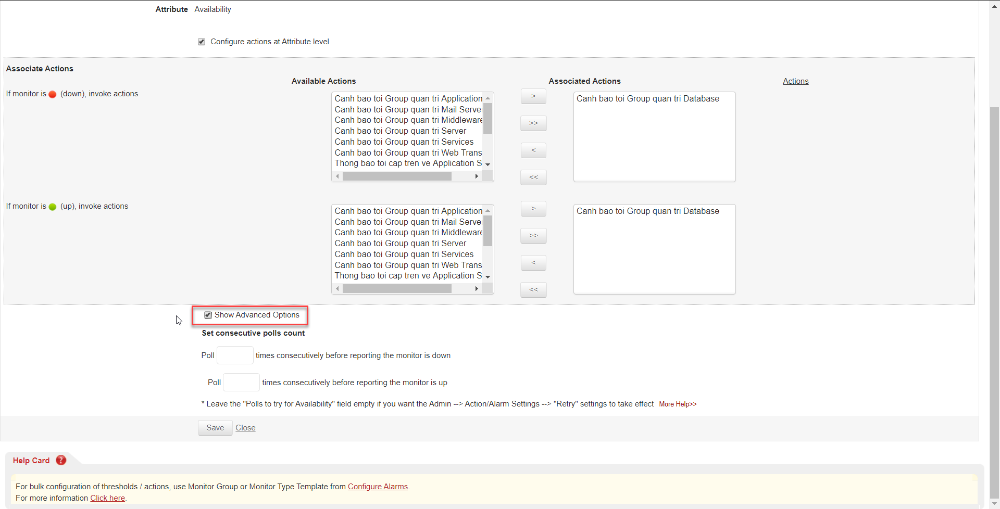 Attribute Availability
Configure actions at Attribute level
Associate Actions
Available Actions
Associated Actions
Actions
If monitor is (down), invoke actions
Canh bao toi Group quan tri Application
Canh bao toi Group quan tri Mail Server
Canh bao toi Group quan tri Middleware
Canh bao toi Group quan tri Server
Canh bao toi Group quan tri Services
Canh bao toi Group quan tri Web Trans
Thong bao toi cap tren ve Application S
>
>>
<
<<
Canh bao toi Group quan tri Database
If monitor is (up), invoke actions
Canh bao toi Group quan tri Application
Canh bao toi Group quan tri Mail Server
Canh bao toi Group quan tri Middleware
Canh bao toi Group quan tri Server
Canh bao toi Group quan tri Services
Canh bao toi Group quan tri Web Trans
Thong bao toi cap tren ve Application S
>
>>
<
<<
Canh bao toi Group quan tri Database
Show Advanced Options
Set consecutive polls count
Poll times consecutively before reporting the monitor is down
Poll times consecutively before reporting the monitor is up
* Leave the "Polls to try for Availability" field empty if you want the Admin --> Action/Alarm Settings --> "Retry" settings to take effect More Help>>
Save Close
Help Card ?
For bulk configuration of thresholds / actions, use Monitor Group or Monitor Type Template from Configure Alarms.
For more information Click here.